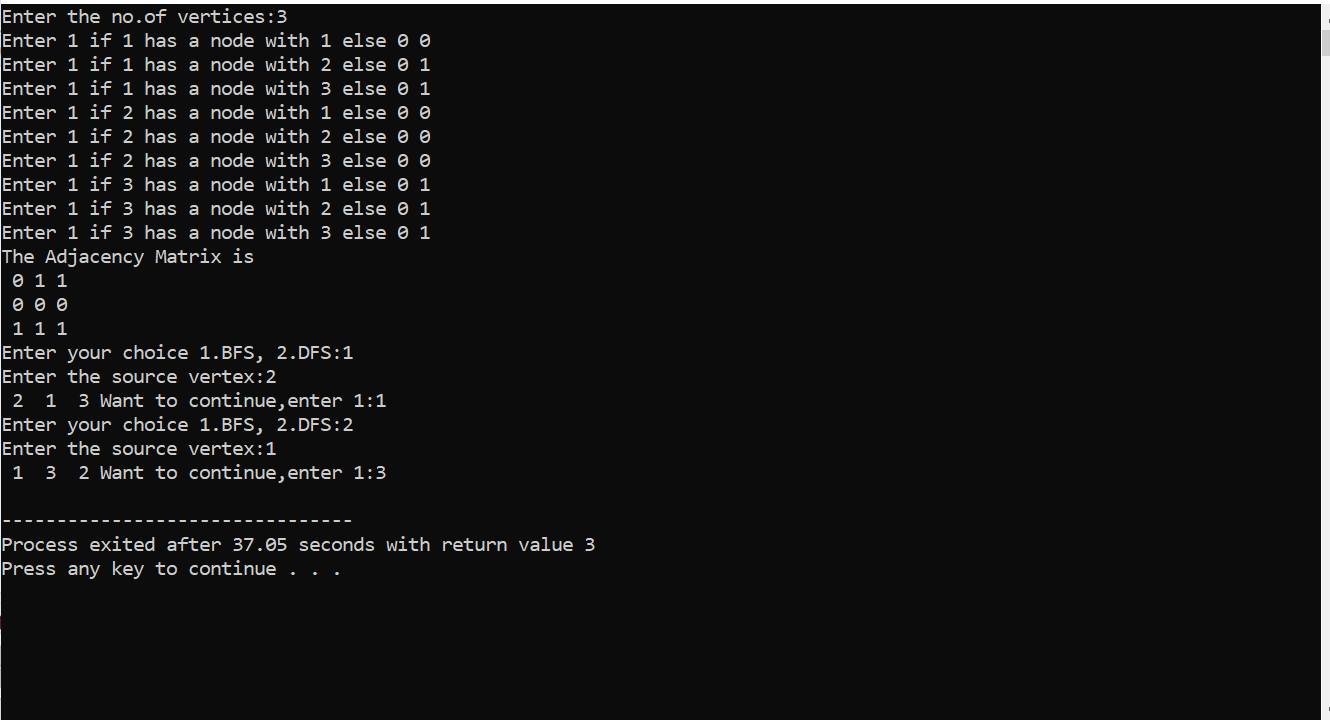 Enter the no.of vertices:3
Enter 1 if 1 has a node with 1 else 0 0
Enter 1 if 1 has a node with 2 else 0 1
Enter 1 if 1 has a node with 3 else 0 1
Enter 1 if 2 has a node with 1 else 0 0
Enter 1 if 2 has a node with 2 else 0 0
Enter 1 if 2 has a node with 3 else 0 0
Enter 1 if 3 has a node with 1 else 0 1
Enter 1 if 3 has a node with 2 else 0 1
Enter 1 if 3 has a node with 3 else 0 1
The Adjacency Matrix is
 0 1 1
 0 0 0
 1 1 1
Enter your choice 1.BFS, 2.DFS:1
Enter the source vertex:2
 2  1  3 Want to continue,enter 1:1
Enter your choice 1.BFS, 2.DFS:2
Enter the source vertex:1
 1  3  2 Want to continue,enter 1:3
--------------------------------
Process exited after 37.05 seconds with return value 3
Press any key to continue . . .